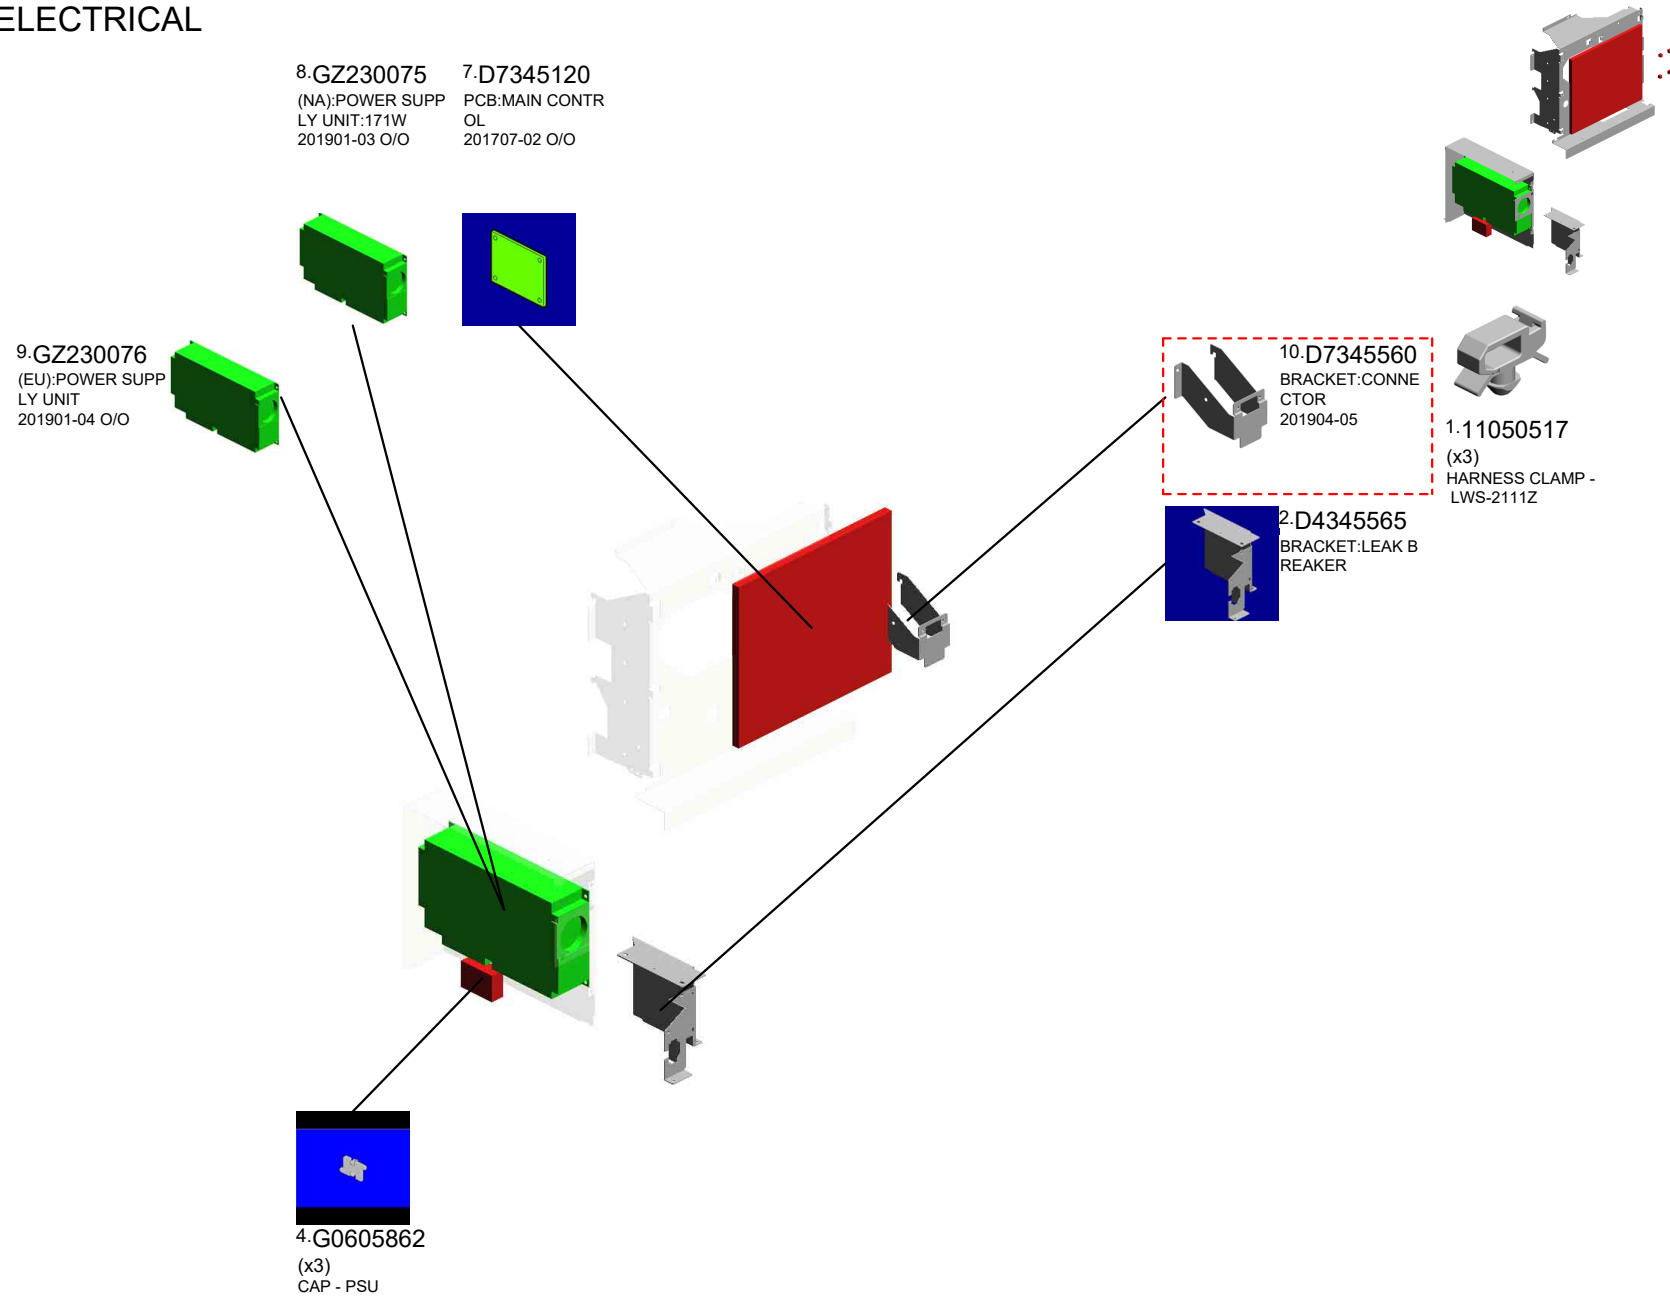 ELECTRICAL
8.GZ230075
(NA):POWER SUPP
LY UNIT:171W
201901-03 O/O
7.D7345120
PCB:MAIN CONTR
OL
201707-02 O/O
9.GZ230076
(EU):POWER SUPP
LY UNIT
201901-04 O/O
10.D7345560
BRACKET:CONNE
CTOR
201904-05
1.11050517
(x3)
HARNESS CLAMP -
LWS-2111Z
2.D4345565
BRACKET:LEAK B
REAKER
4.G0605862
(x3)
CAP - PSU